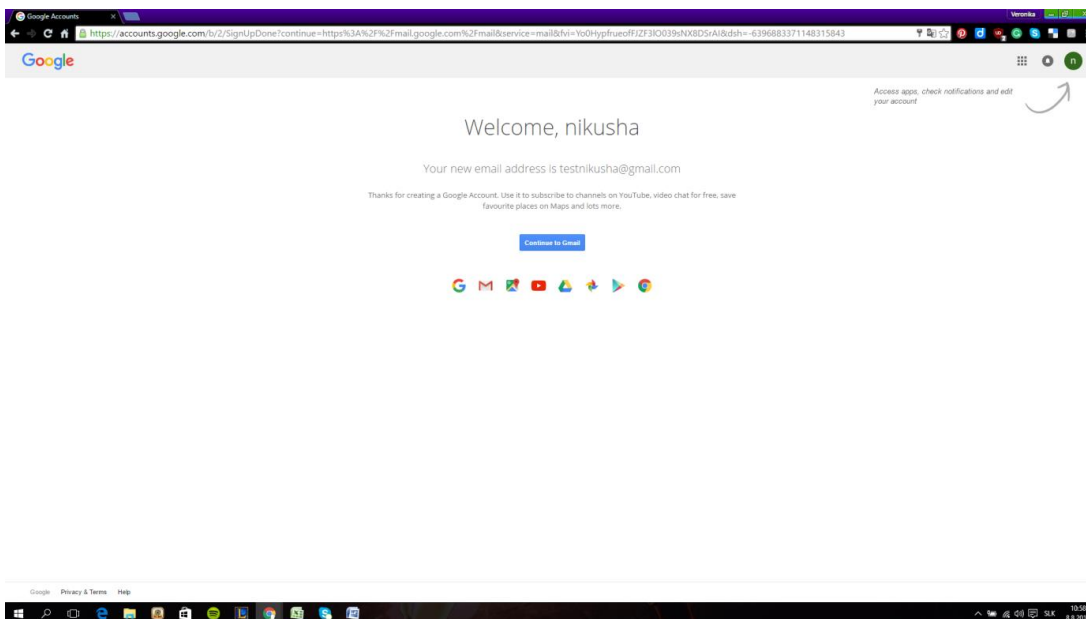 Google Accounts
Veronika
https://accounts.google.com/b/2/SignUpDone?continue=https%3A%2F%2Fmail.google.com%2Fmail&service=mail&dvi=Yo0HypfrueofFJZF3IO039sNX8DSrAI&dsh=-6396883371148315843
Google
n
Access apps, check notifications and edit
your account
Welcome, nikusha
Your new email address is testnikusha@gmail.com
Thanks for creating a Google Account. Use it to subscribe to channels on YouTube, video chat for free, save
favourite places on Maps and lots more.
Continue to Gmail
Google Privacy & Terms Help
SLK
10:58